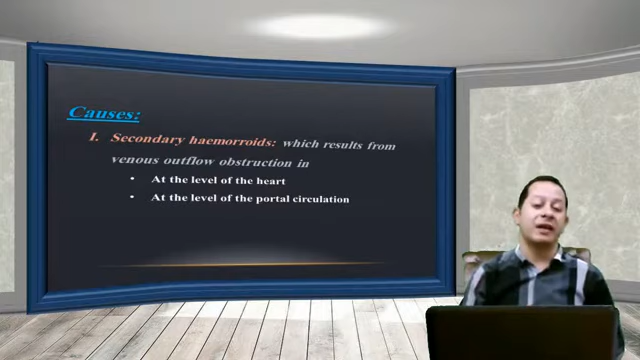 Causes:
I. Secondary haemorroids: which results from
venous outflow obstruction in
• At the level of the heart
• At the level of the portal circulation